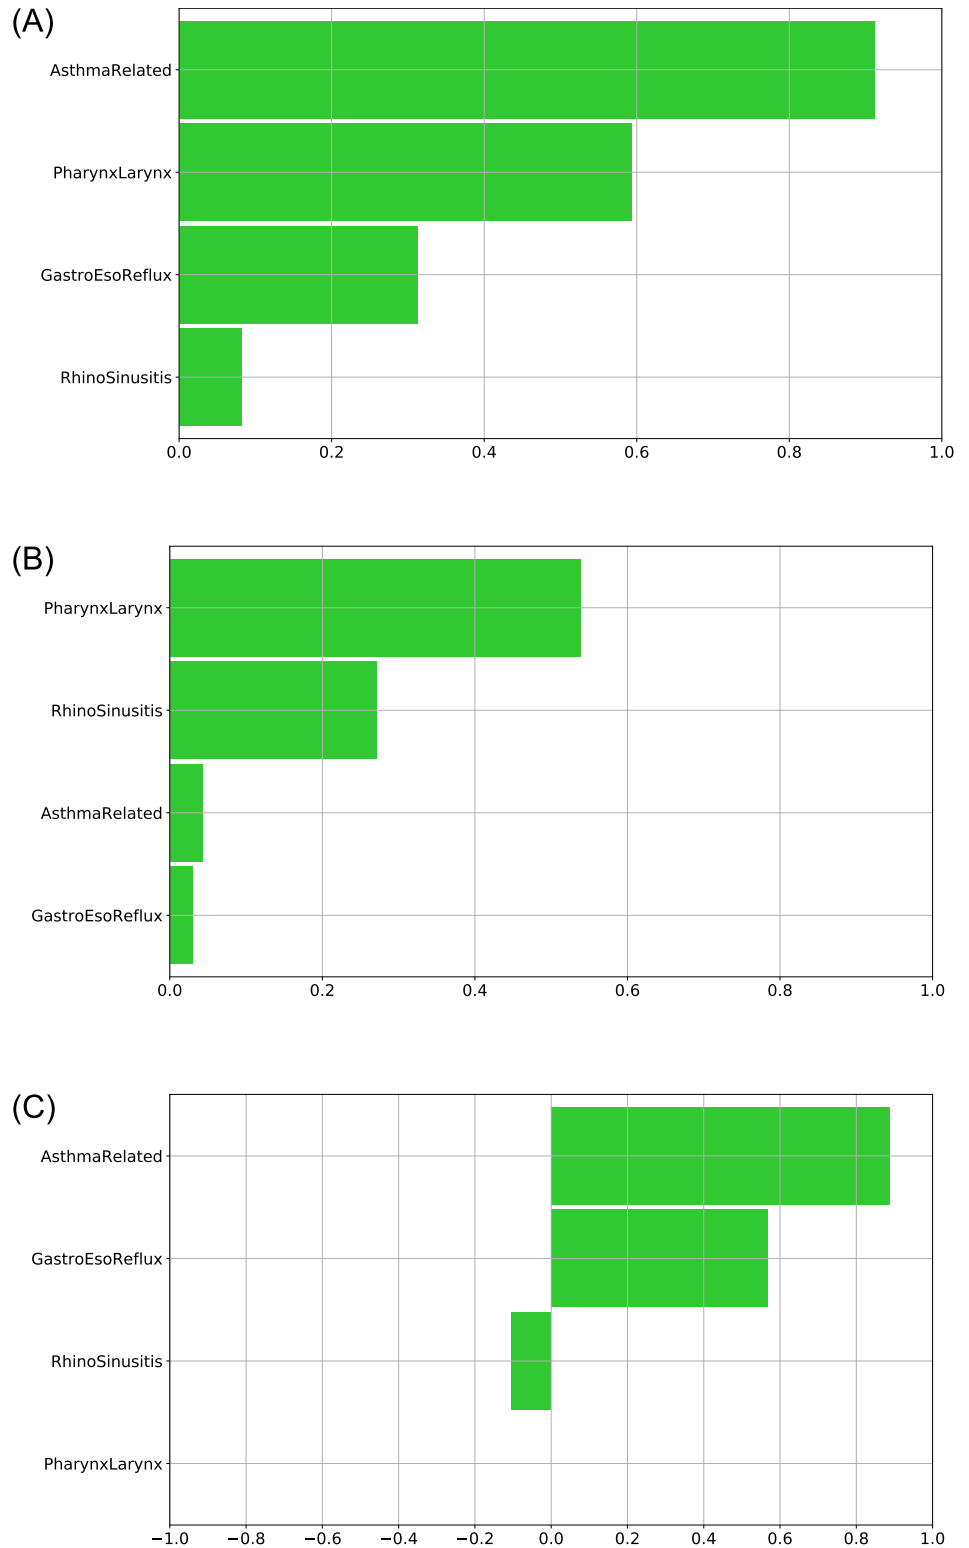 (A)
AsthmaRelated
PharynxLarynx
GastroEsoReflux
RhinoSinusitis
0.0 0.2 0.4 0.6 0.8 1.0
(B)
PharynxLarynx
RhinoSinusitis
AsthmaRelated
GastroEsoReflux
0.0 0.2 0.4 0.6 0.8 1.0
(C)
AsthmaRelated
GastroEsoReflux
RhinoSinusitis
PharynxLarynx
−1.0 −0.8 −0.6 −0.4 −0.2 0.0 0.2 0.4 0.6 0.8 1.0